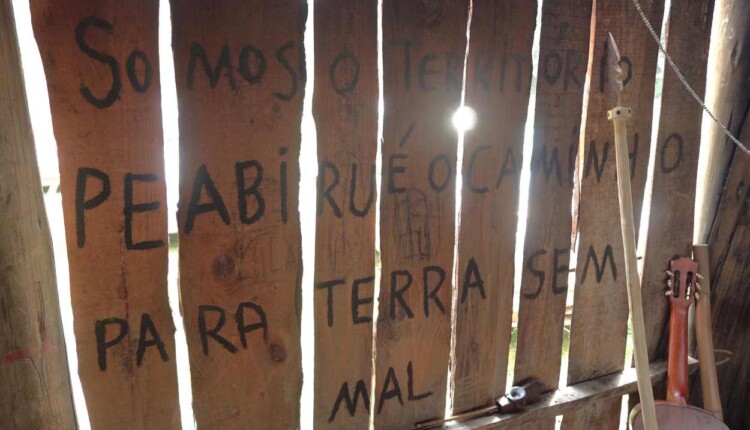 SOMOS O TERRITÓRIO
PEABIRU É O CAMINHO
PARA TERRA SEM
MAL